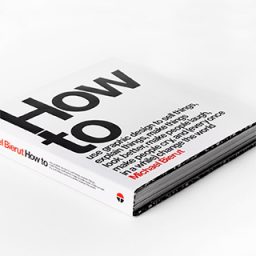 How
to
use graphic design to sell things,
explain things, make things
look better, make people laugh,
make people cry, and (every once
in a while) change the world
Michael Bierut
Michael Bierut How to